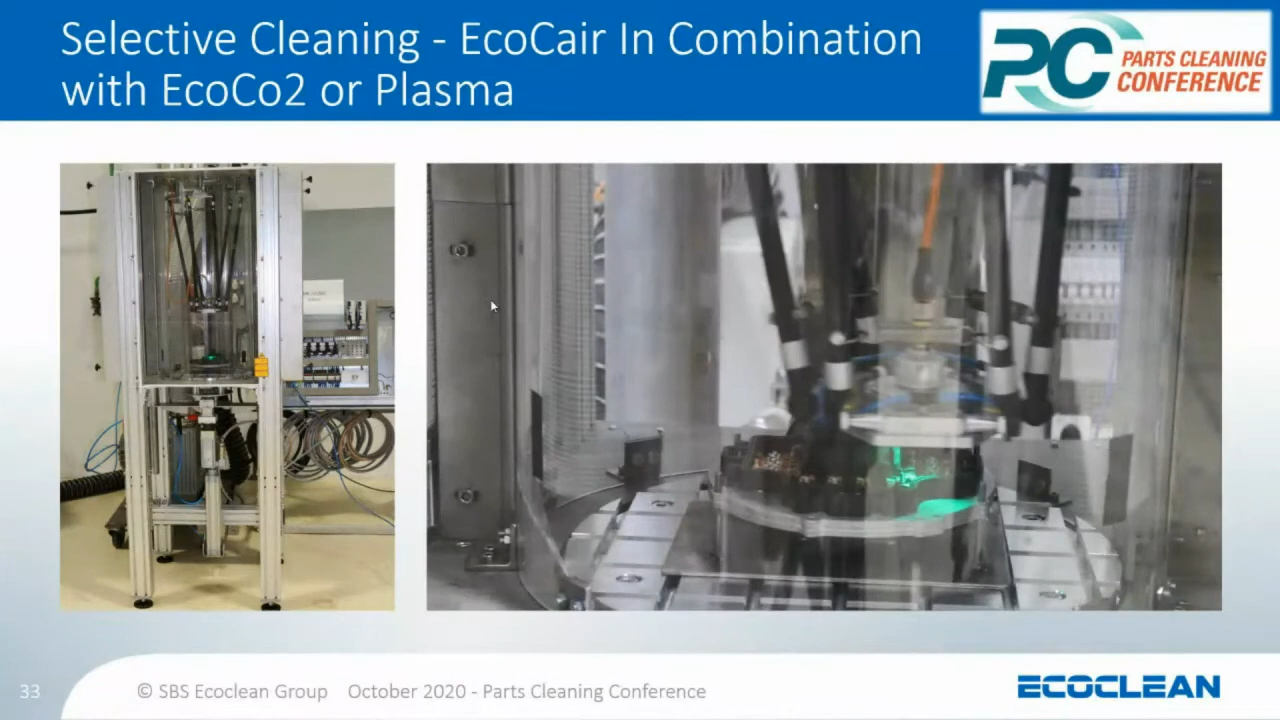 Selective Cleaning - EcoCair In Combination
with EcoCo2 or Plasma
PC
PARTS CLEANING
CONFERENCE
33
© SBS Ecoclean Group October 2020 - Parts Cleaning Conference
ECOCLEAN